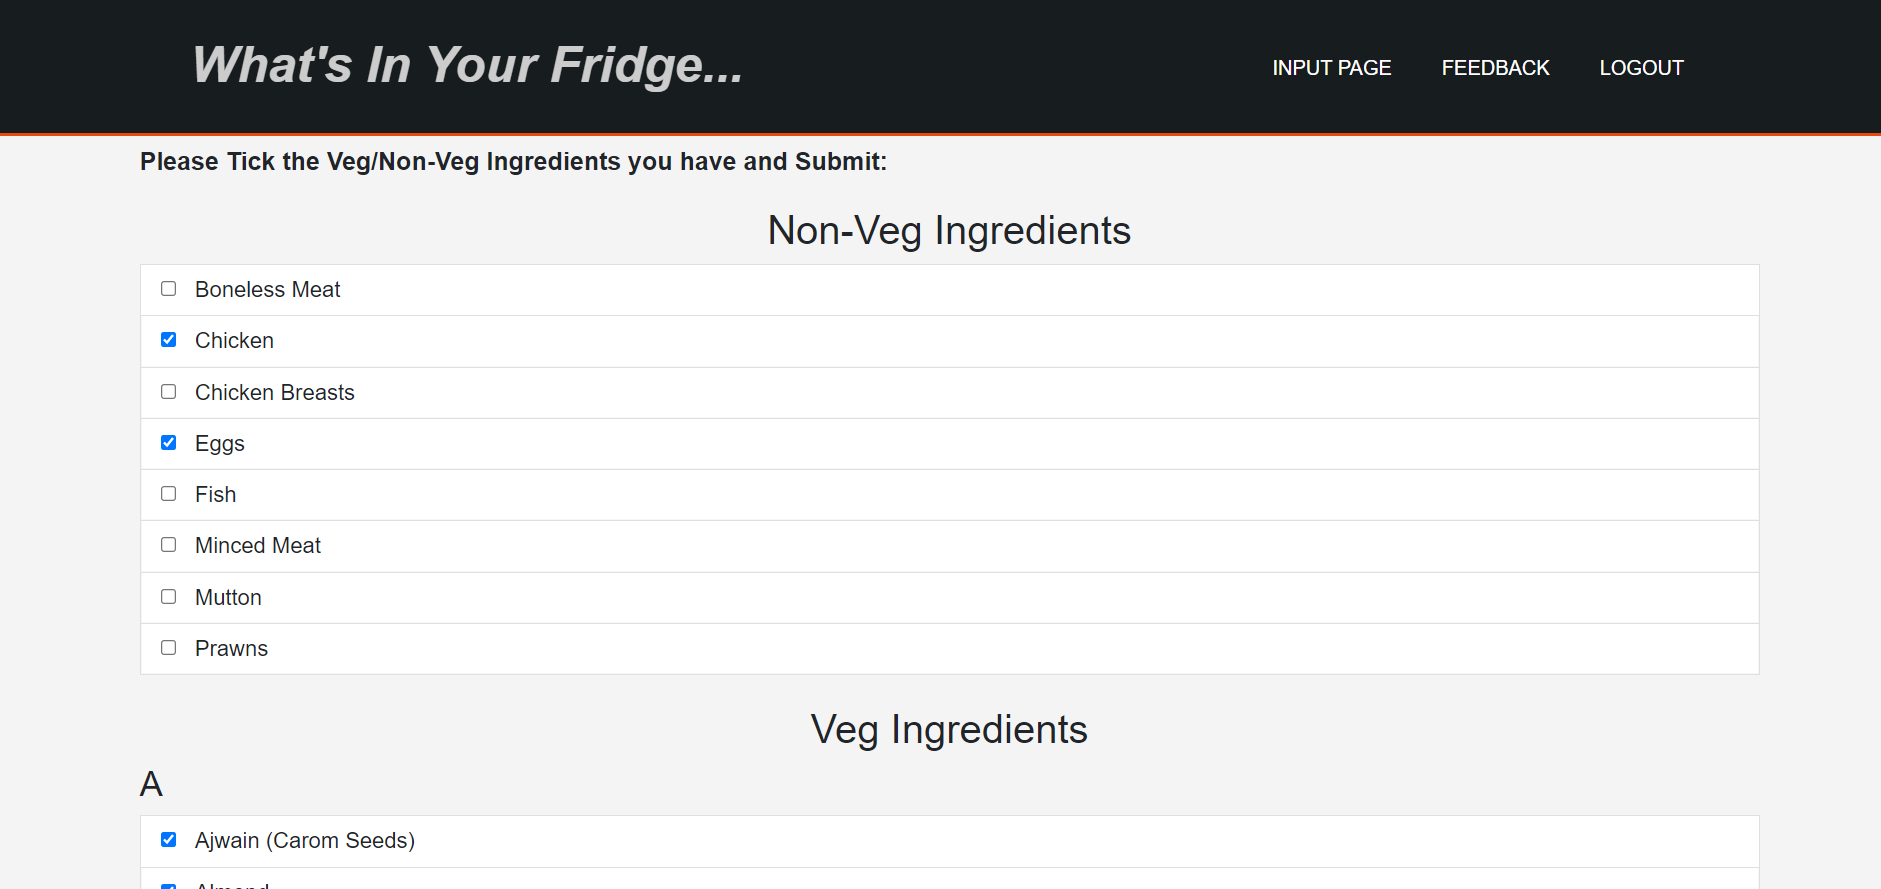 What's In Your Fridge...
INPUT PAGE
FEEDBACK
LOGOUT
Please Tick the Veg/Non-Veg Ingredients you have and Submit:
Non-Veg Ingredients
Boneless Meat
Chicken
Chicken Breasts
Eggs
Fish
Minced Meat
Mutton
Prawns
Veg Ingredients
A
Ajwain (Carom Seeds)
Almond